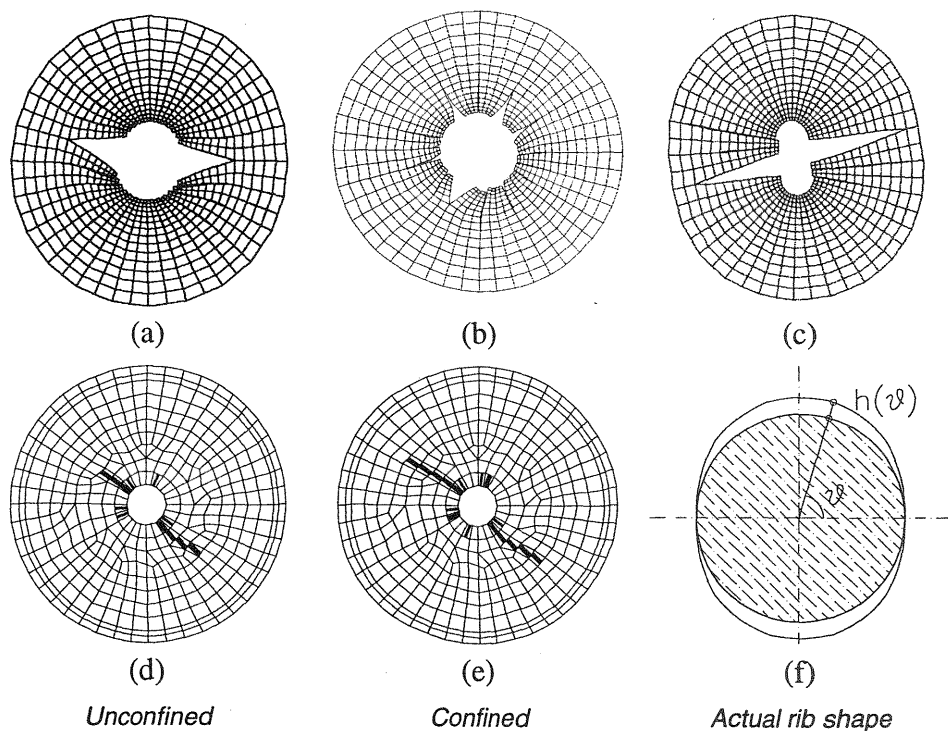 (a)
(b)
(c)
h(ϑ)
ϑ
(d)
(e)
(f)
Unconfined
Confined
Actual rib shape